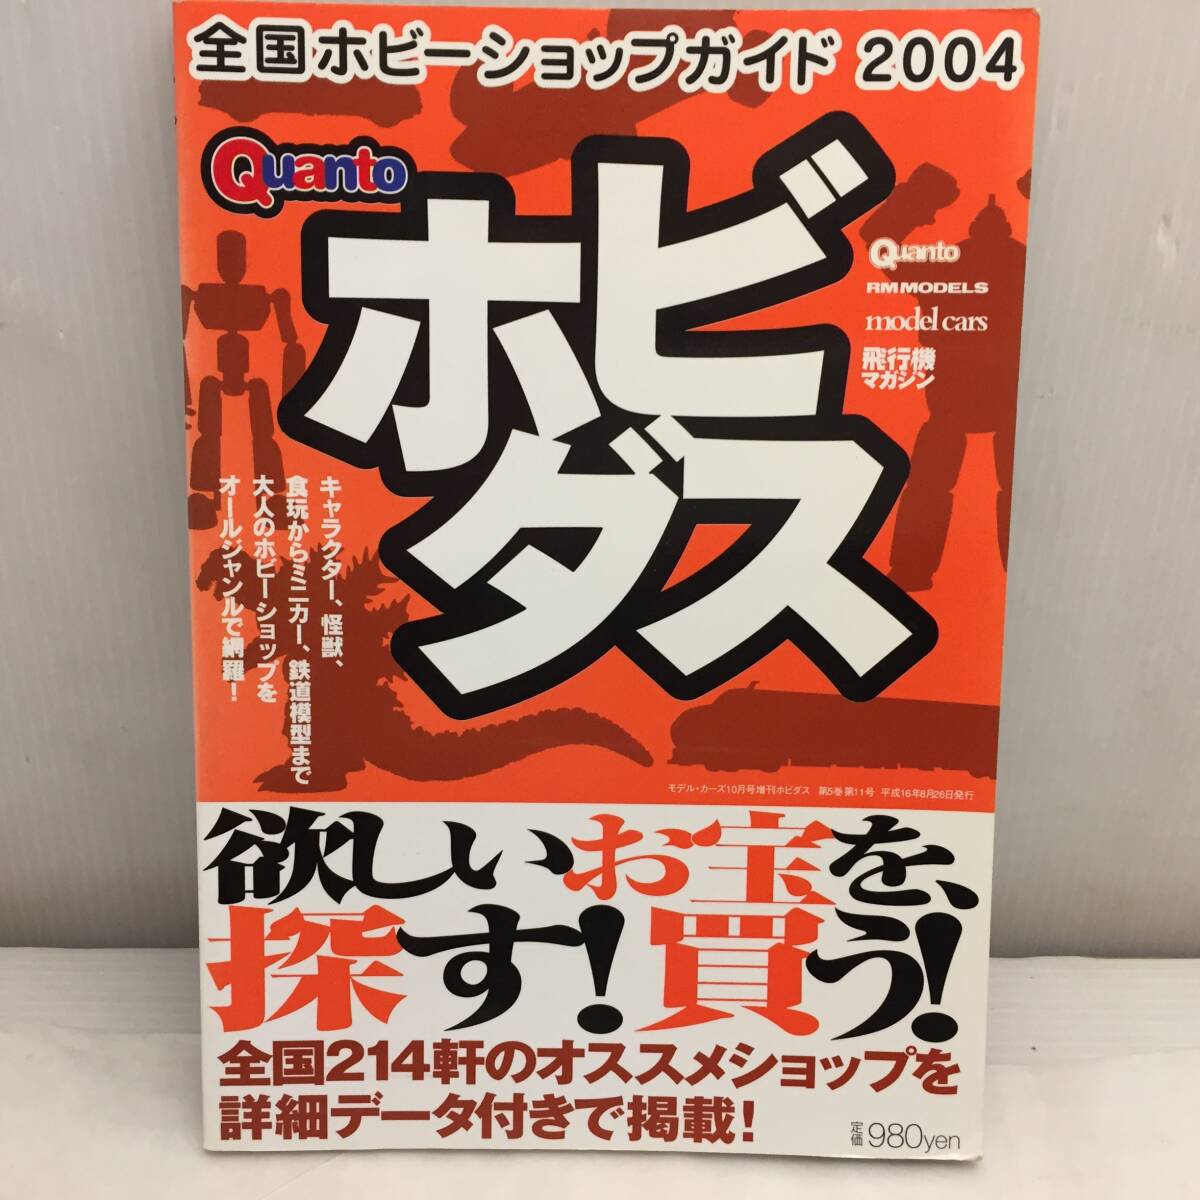 全国ホビーショップガイド 2004
Quanto
ホビダス
Quanto
RM MODELS
model cars
飛行機
マガジン
キャラクター、怪獣、
食玩からミニカー、鉄道模型まで
大人のホビーショップを
オールジャンルで網羅！
モデル・カーズ10月号増刊ホビダス 第5巻 第11号 平成16年8月26日発行
欲しいお宝を、
探す！買う！
全国214軒のオススメショップを
詳細データ付きで掲載！
定価980yen